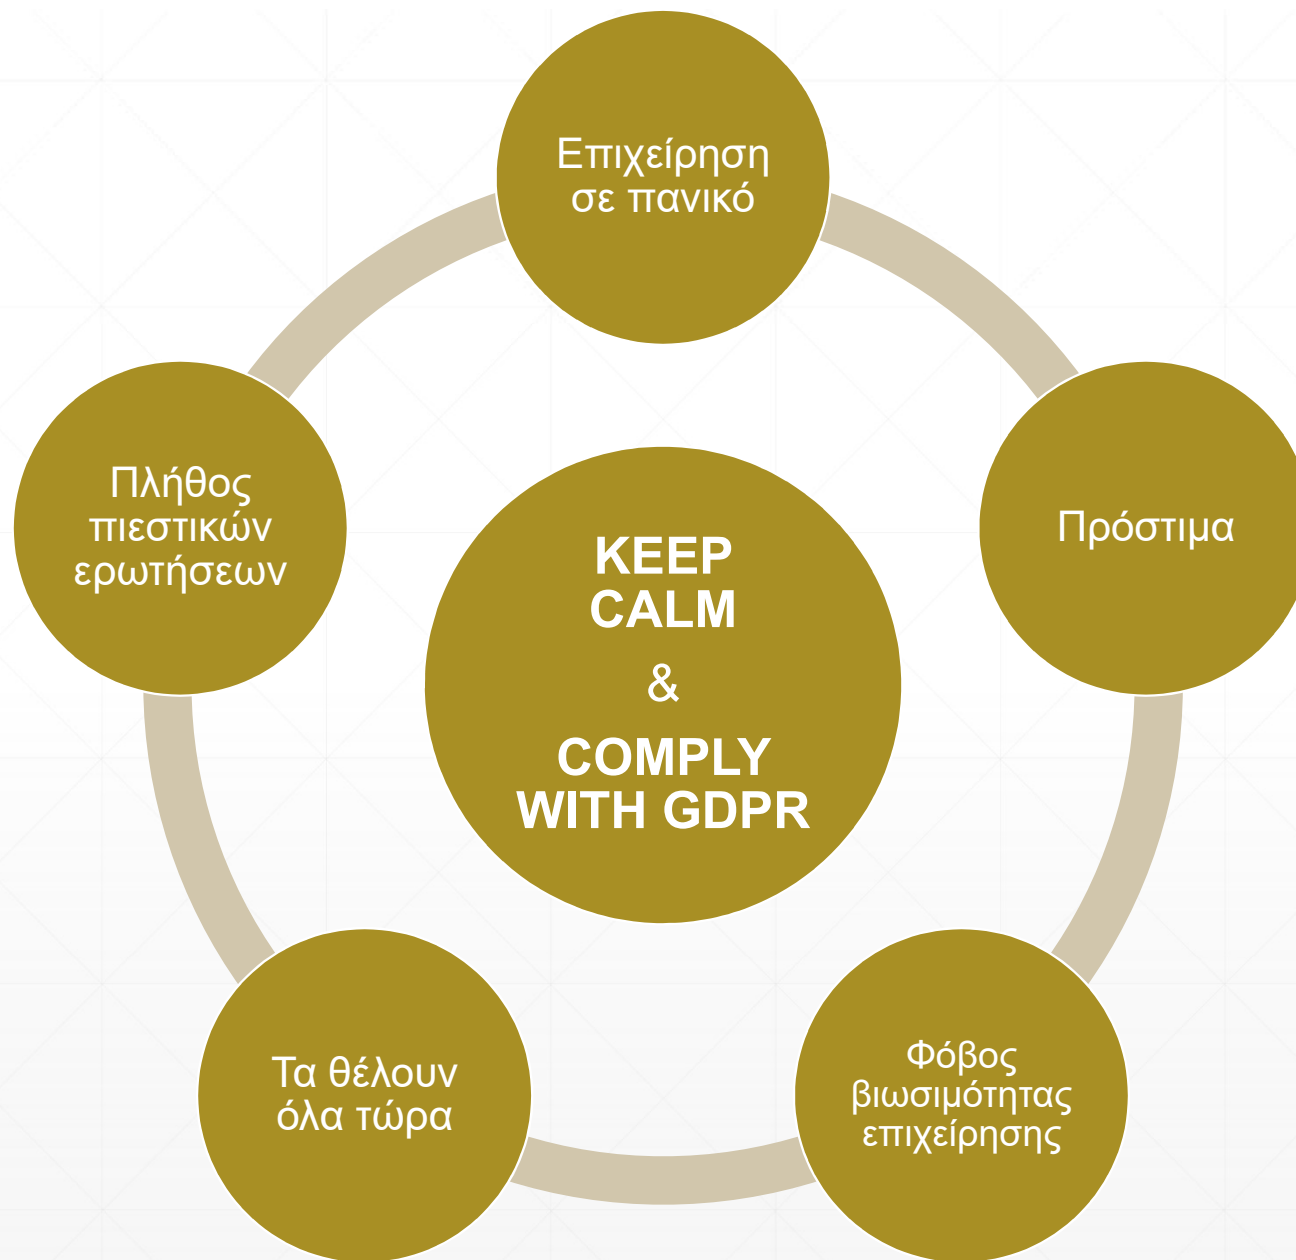 Επιχείρηση
σε πανικό
Πρόστιμα
Φόβος
βιωσιμότητας
επιχείρησης
Τα θέλουν
όλα τώρα
Πλήθος
πιεστικών
ερωτήσεων
KEEP
CALM
&
COMPLY
WITH GDPR